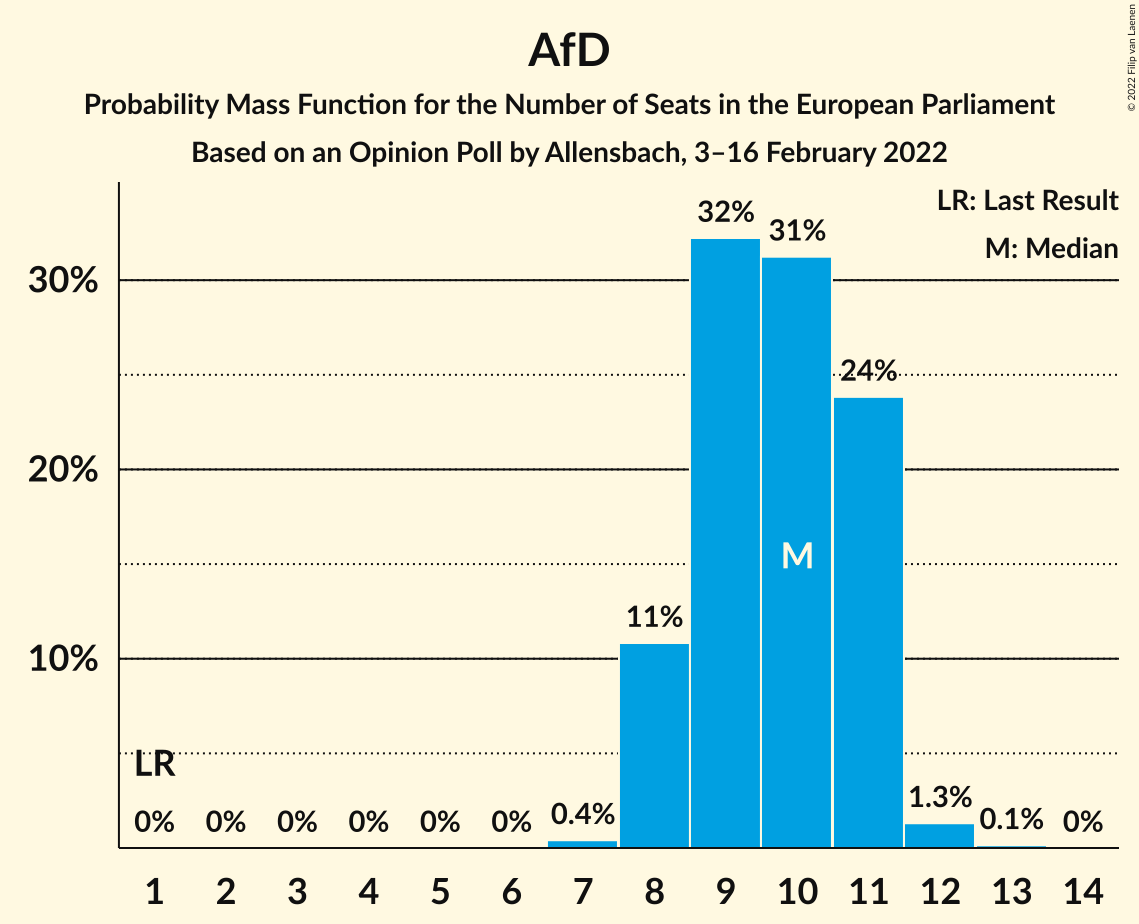 © 2022 Filip van Laenen
AfD
Probability Mass Function for the Number of Seats in the European Parliament
Based on an Opinion Poll by Allensbach, 3–16 February 2022
LR: Last Result
M: Median
32%
31%
30%
24%
20%
M
11%
10%
LR
0% 0% 0% 0% 0% 0% 0.4% 1.3% 0.1% 0%
1 2 3 4 5 6 7 8 9 10 11 12 13 14